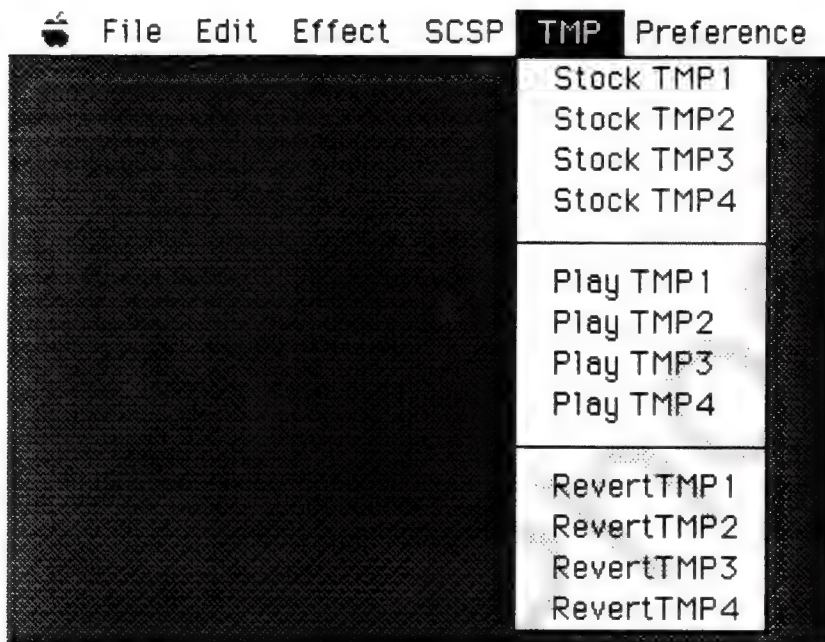 File Edit Effect SCSP TMP Preference
Stock TMP1
Stock TMP2
Stock TMP3
Stock TMP4
Play TMP1
Play TMP2
Play TMP3
Play TMP4
RevertTMP1
RevertTMP2
RevertTMP3
RevertTMP4